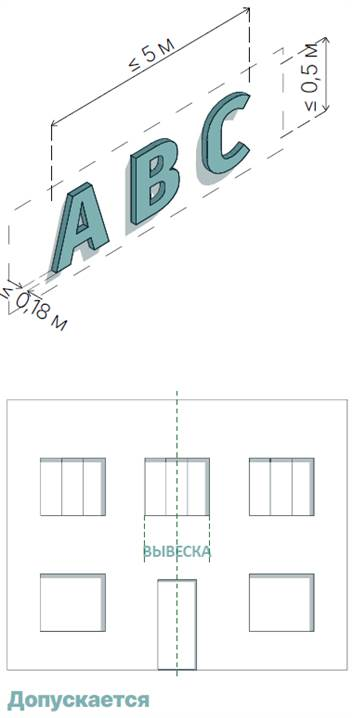 ≤ 5 м
≤ 0,5 м
ABC
≤ 0,18 м
ВЫВЕСКА
Допускается